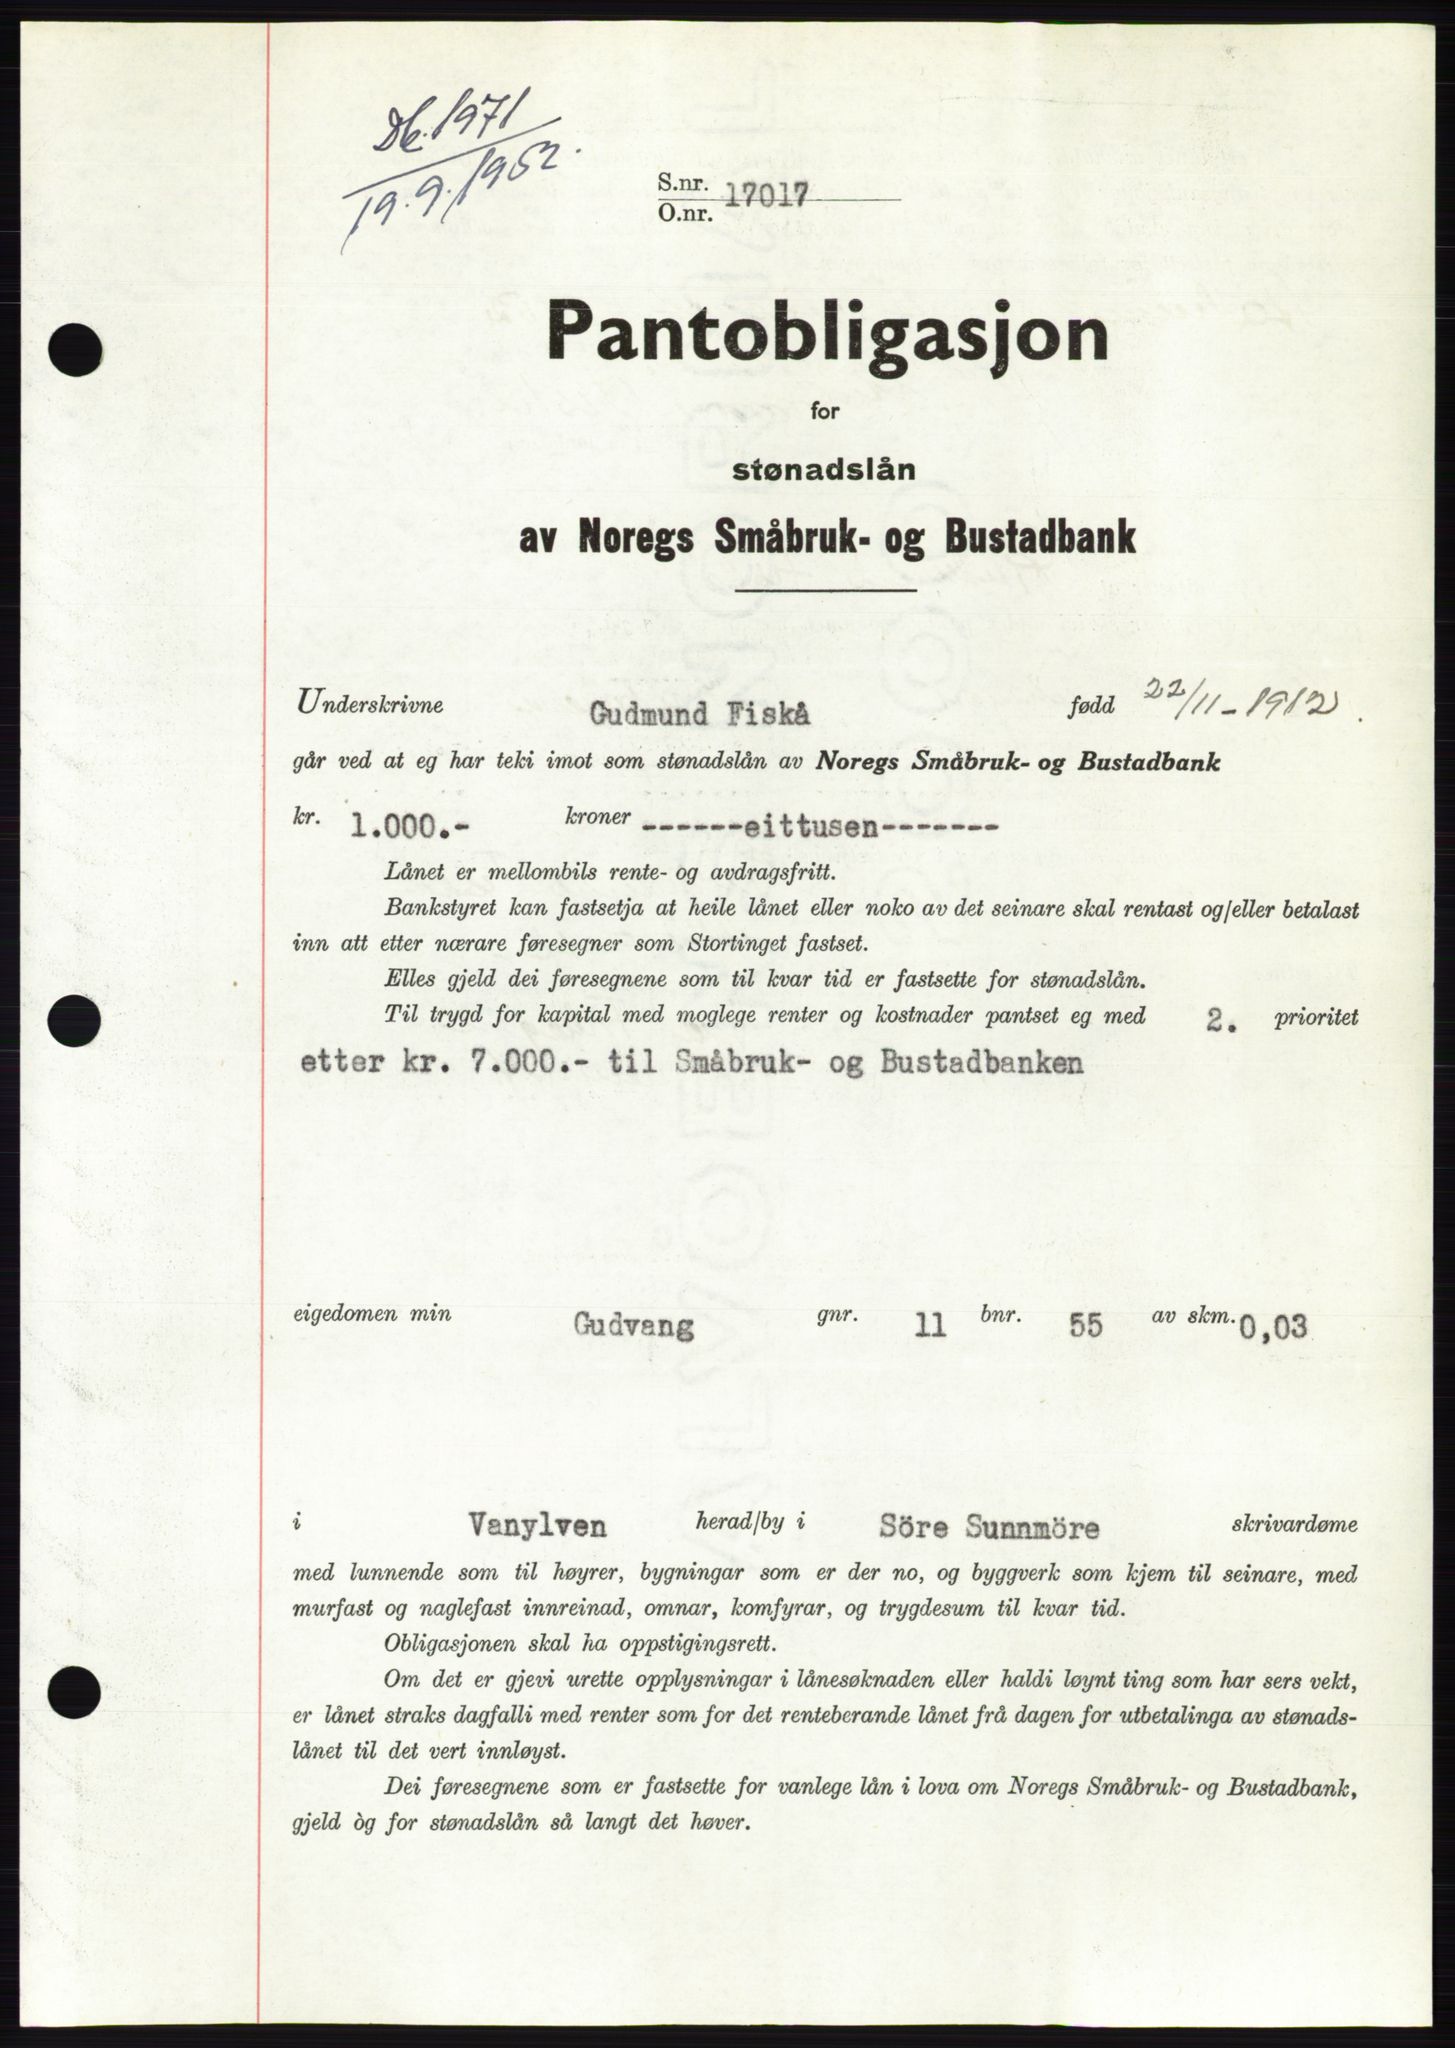 Db. 1971
19.9.1952.
S.nr. 17017
O.nr.
Pantobligasjon
for
stønadslån
av Noregs Småbruk- og Bustadbank
Underskrivne Gudmund Fiskå fødd 22/11-1912.
går ved at eg har teki imot som stønadslån av Noregs Småbruk- og Bustadbank
kr. 1.000.- kroner ------eittusen-------
Lånet er mellombils rente- og avdragsfritt.
Bankstyret kan fastsetja at heile lånet eller noko av det seinare skal rentast og/eller betalast
inn att etter nærare føresegner som Stortinget fastset.
Elles gjeld dei føresegnene som til kvar tid er fastsette for stønadslån.
Til trygd for kapital med moglege renter og kostnader pantset eg med 2. prioritet
etter kr. 7.000.- til Småbruk- og Bustadbanken
eigedomen min Gudvang gnr. 11 bnr. 55 av skm. 0,03
i Vanylven herad/by i Söre Sunnmöre skrivardøme
med lunnende som til høyrer, bygningar som er der no, og byggverk som kjem til seinare, med
murfast og naglefast innreinad, omnar, komfyrar, og trygdesum til kvar tid.
Obligasjonen skal ha oppstigingsrett.
Om det er gjevi urette opplysningar i lånesøknaden eller haldi løynt ting som har sers vekt,
er lånet straks dagfalli med renter som for det renteberande lånet frå dagen for utbetalinga av stønads-
lånet til det vert innløyst.
Dei føresegnene som er fastsette for vanlege lån i lova om Noregs Småbruk- og Bustadbank,
gjeld òg for stønadslån så langt det høver.